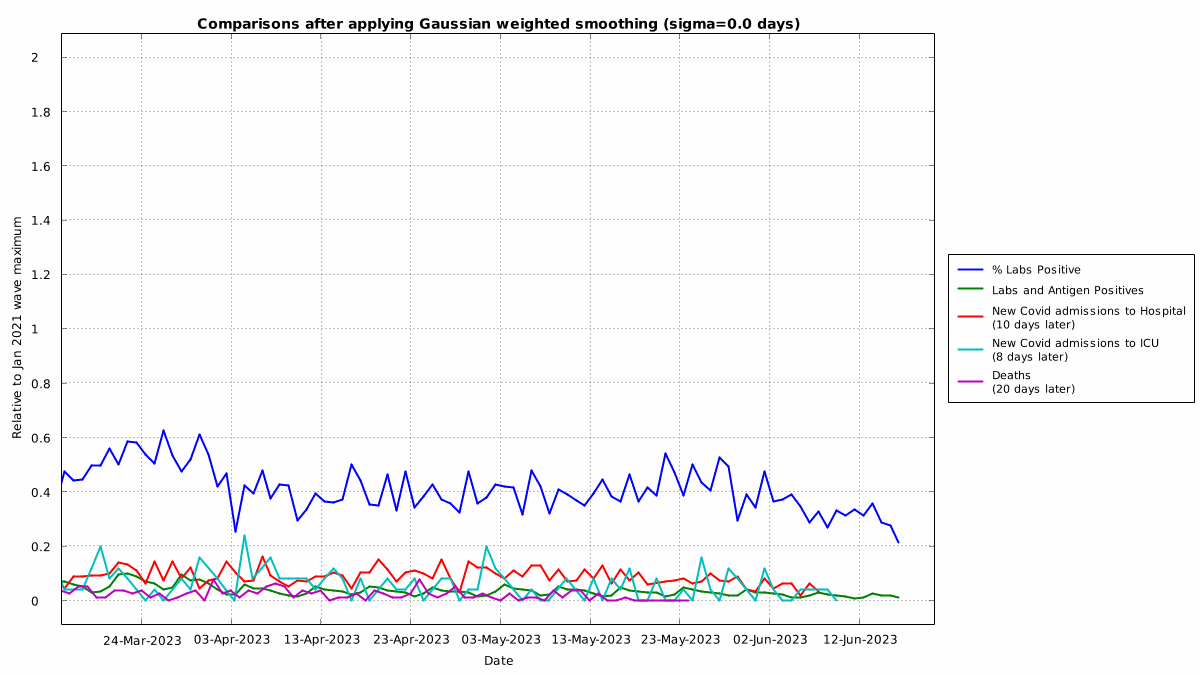 Comparisons after applying Gaussian weighted smoothing (sigma=0.0 days)
Relative to Jan 2021 wave maximum
2
1.8
1.6
1.4
1.2
1
0.8
0.6
0.4
0.2
0
24-Mar-2023 03-Apr-2023 13-Apr-2023 23-Apr-2023 03-May-2023 13-May-2023 23-May-2023 02-Jun-2023 12-Jun-2023
Date
% Labs Positive
Labs and Antigen Positives
New Covid admissions to Hospital
(10 days later)
New Covid admissions to ICU
(8 days later)
Deaths
(20 days later)